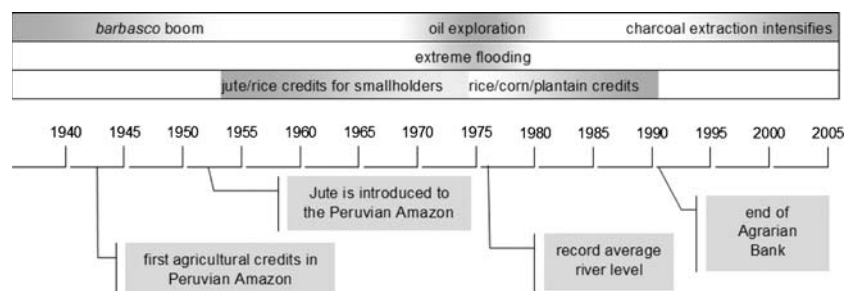 barbasco boom oil exploration charcoal extraction intensifies
extreme flooding
jute/rice credits for smallholders rice/corn/plantain credits
1940 1945 1950 1955 1960 1965 1970 1975 1980 1985 1990 1995 2000 2005
Jute is introduced to
the Peruvian Amazon
end of
Agrarian
Bank
first agricultural credits in
Peruvian Amazon
record average
river level